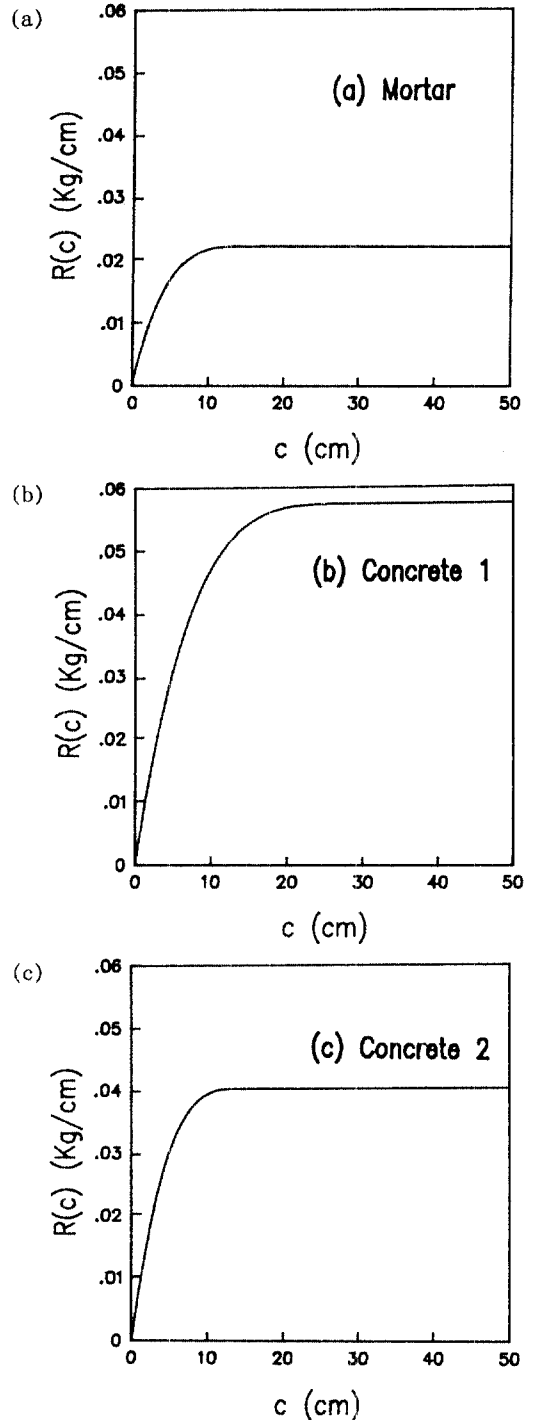 (a)
.06
.05
.04
.03
.02
.01
0
R(c) (Kg/cm)
(a) Mortar
0 10 20 30 40 50
c (cm)
(b)
.06
.05
.04
.03
.02
.01
0
R(c) (Kg/cm)
(b) Concrete 1
0 10 20 30 40 50
c (cm)
(c)
.06
.05
.04
.03
.02
.01
0
R(c) (Kg/cm)
(c) Concrete 2
0 10 20 30 40 50
c (cm)